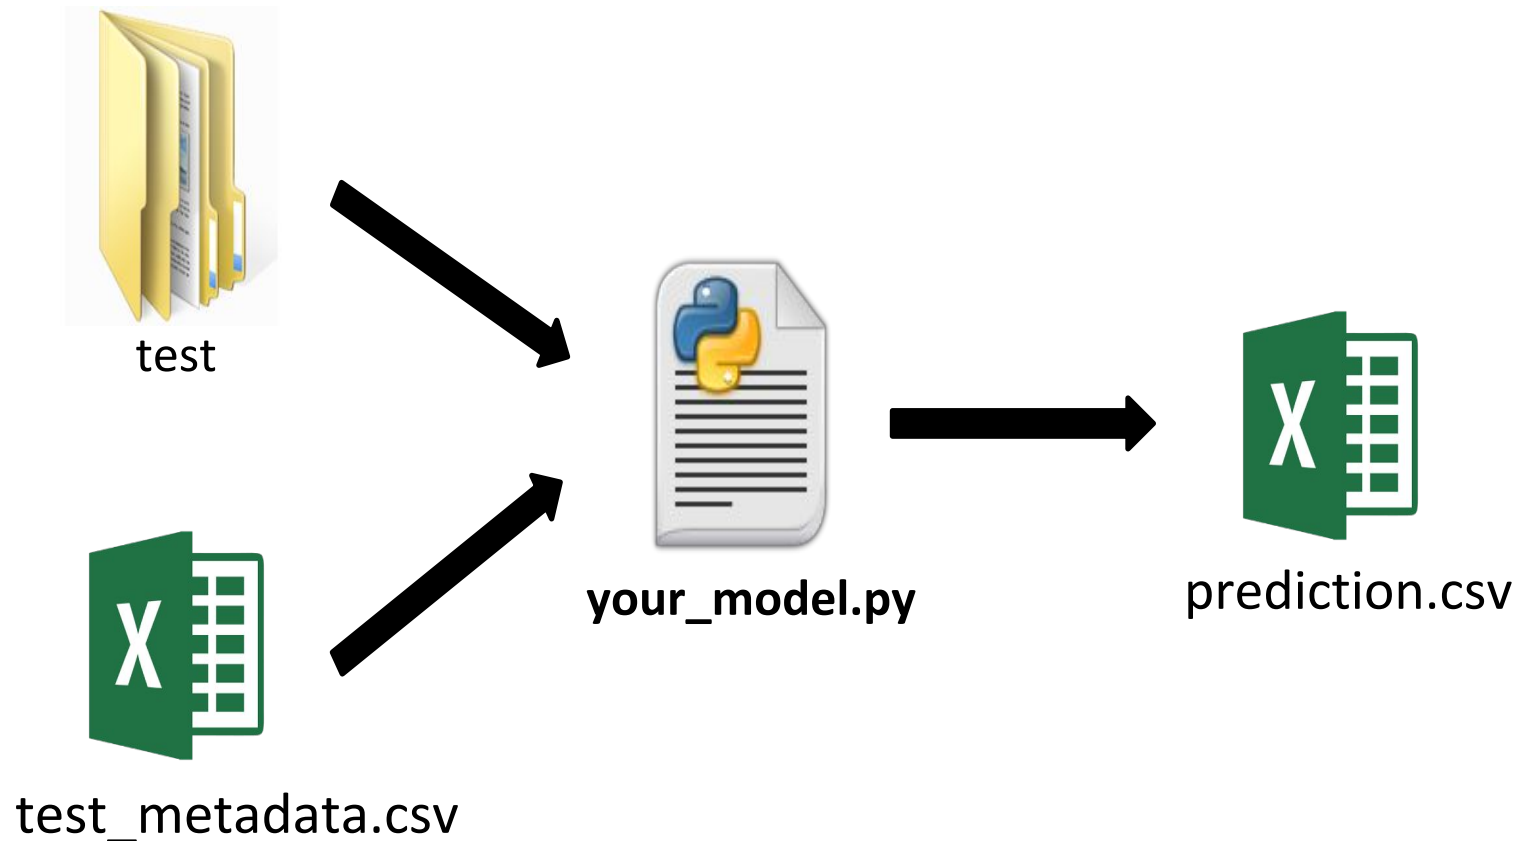 test
your_model.py
prediction.csv
test_metadata.csv
X
X